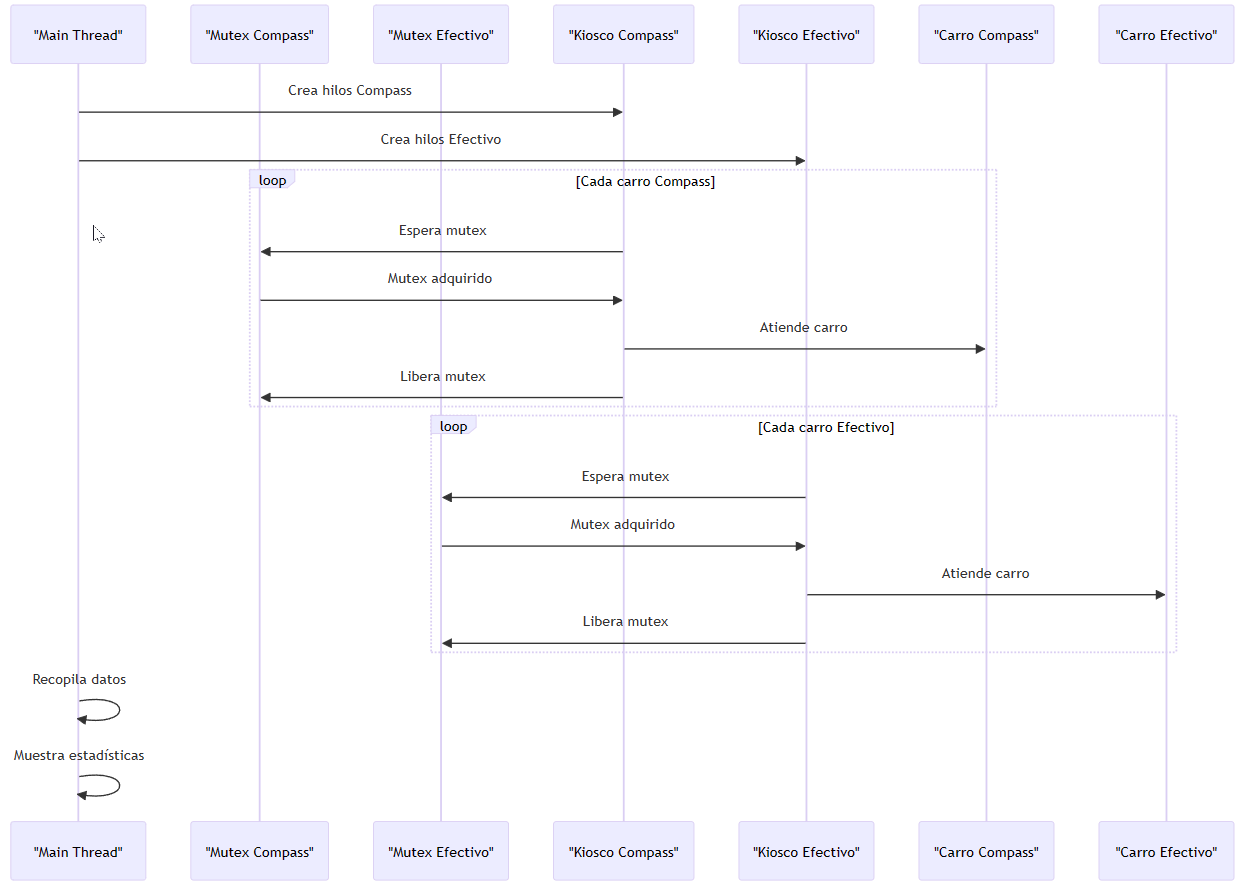 "Main Thread"
"Mutex Compass"
"Mutex Efectivo"
"Kiosco Compass"
"Kiosco Efectivo"
"Carro Compass"
"Carro Efectivo"
Crea hilos Compass
Crea hilos Efectivo
loop
[Cada carro Compass]
Espera mutex
Mutex adquirido
Atiende carro
Libera mutex
loop
[Cada carro Efectivo]
Espera mutex
Mutex adquirido
Atiende carro
Libera mutex
Recopila datos
Muestra estadísticas
"Main Thread"
"Mutex Compass"
"Mutex Efectivo"
"Kiosco Compass"
"Kiosco Efectivo"
"Carro Compass"
"Carro Efectivo"